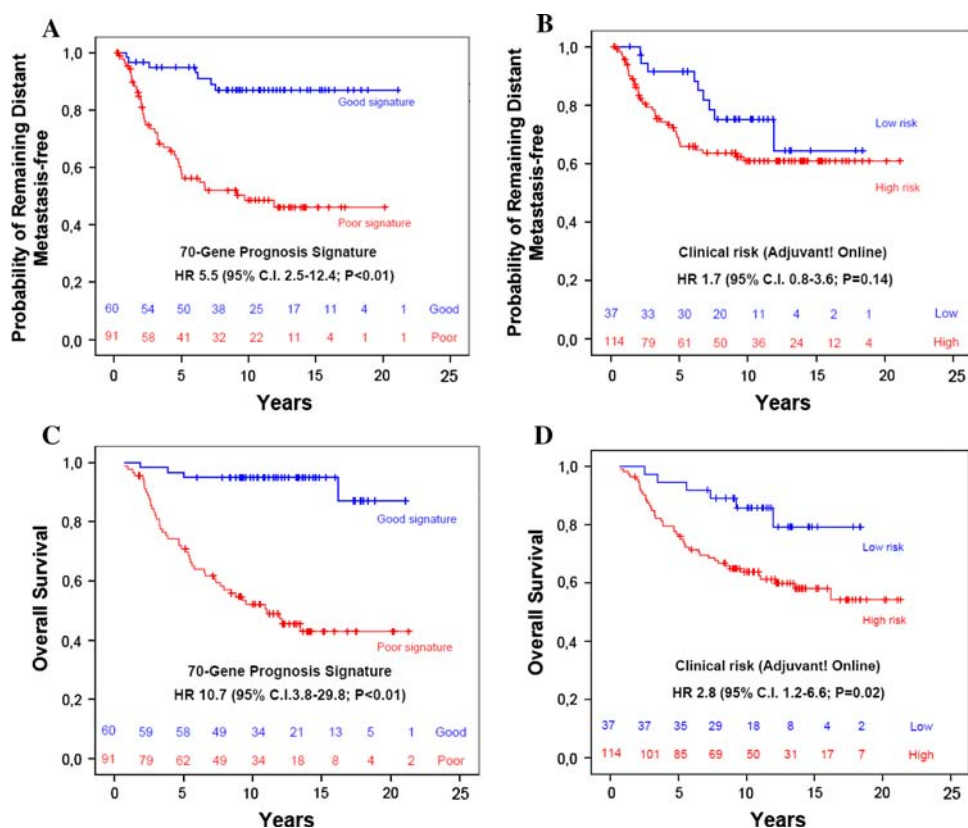 A
Probability of Remaining Distant
Metastasis-free
1,0
0,8
0,6
0,4
0,2
0,0
Good signature
Poor signature
70-Gene Prognosis Signature
HR 5.5 (95% C.I. 2.5-12.4; P<0.01)
60 54 50 38 25 17 11 4 1 Good
91 58 41 32 22 11 4 1 1 Poor
0 5 10 15 20 25
Years
B
Probability of Remaining Distant
Metastasis-free
1,0
0,8
0,6
0,4
0,2
0,0
Low risk
High risk
Clinical risk (Adjuvant! Online)
HR 1.7 (95% C.I. 0.8-3.6; P=0.14)
37 33 30 20 11 4 2 1 Low
114 79 61 50 36 24 12 4 High
0 5 10 15 20 25
Years
C
Overall Survival
1,0
0,8
0,6
0,4
0,2
0,0
Good signature
Poor signature
70-Gene Prognosis Signature
HR 10.7 (95% C.I.3.8-29.8; P<0.01)
60 59 58 49 34 21 13 5 1 Good
91 79 62 49 34 18 8 4 2 Poor
0 5 10 15 20 25
Years
D
Overall Survival
1,0
0,8
0,6
0,4
0,2
0,0
Low risk
High risk
Clinical risk (Adjuvant! Online)
HR 2.8 (95% C.I. 1.2-6.6; P=0.02)
37 37 35 29 18 8 4 2 Low
114 101 85 69 50 31 17 7 High
0 5 10 15 20 25
Years